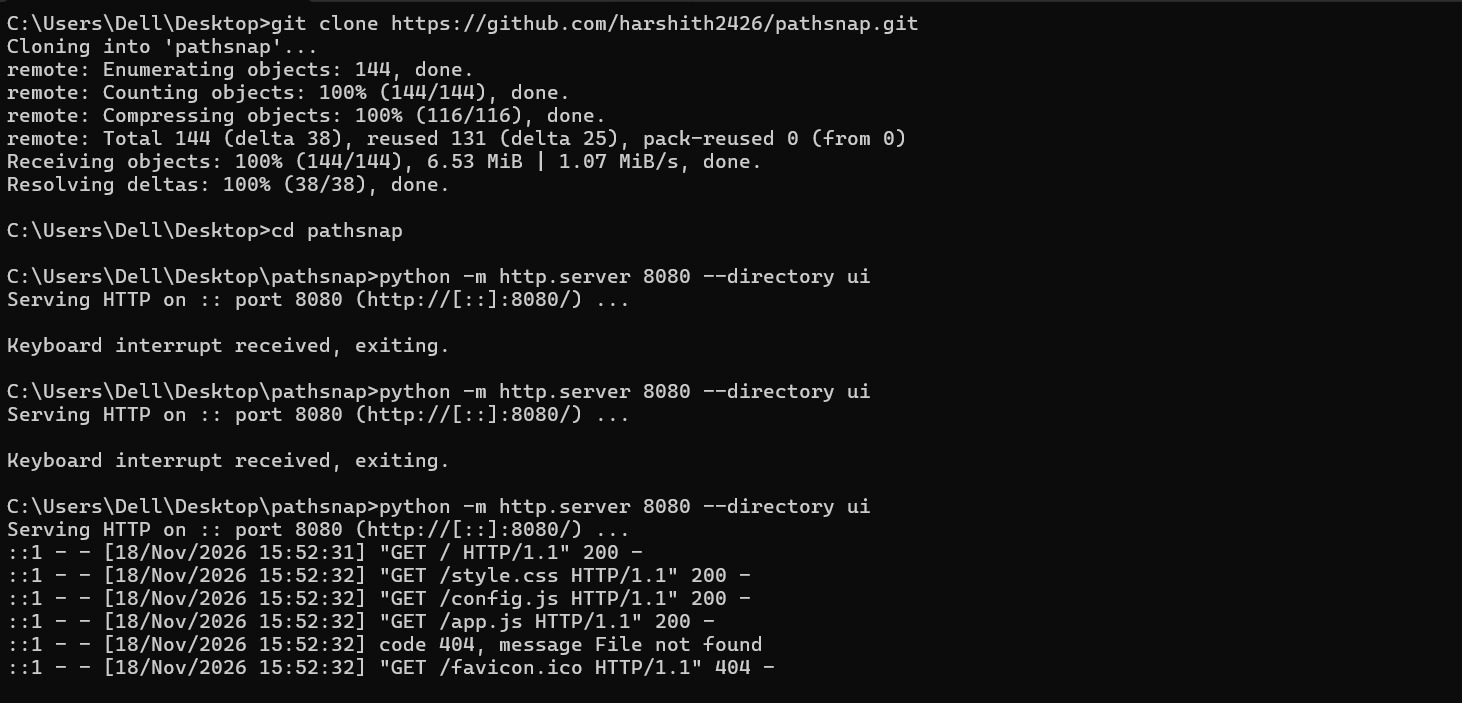 C:\Users\Dell\Desktop>git clone https://github.com/harshith2426/pathsnap.git
Cloning into 'pathsnap'...
remote: Enumerating objects: 144, done.
remote: Counting objects: 100% (144/144), done.
remote: Compressing objects: 100% (116/116), done.
remote: Total 144 (delta 38), reused 131 (delta 25), pack-reused 0 (from 0)
Receiving objects: 100% (144/144), 6.53 MiB | 1.07 MiB/s, done.
Resolving deltas: 100% (38/38), done.
C:\Users\Dell\Desktop>cd pathsnap
C:\Users\Dell\Desktop\pathsnap>python -m http.server 8080 --directory ui
Serving HTTP on :: port 8080 (http://[::]:8080/) ...
Keyboard interrupt received, exiting.
C:\Users\Dell\Desktop\pathsnap>python -m http.server 8080 --directory ui
Serving HTTP on :: port 8080 (http://[::]:8080/) ...
Keyboard interrupt received, exiting.
C:\Users\Dell\Desktop\pathsnap>python -m http.server 8080 --directory ui
Serving HTTP on :: port 8080 (http://[::]:8080/) ...
::1 - - [18/Nov/2026 15:52:31] "GET / HTTP/1.1" 200 -
::1 - - [18/Nov/2026 15:52:32] "GET /style.css HTTP/1.1" 200 -
::1 - - [18/Nov/2026 15:52:32] "GET /config.js HTTP/1.1" 200 -
::1 - - [18/Nov/2026 15:52:32] "GET /app.js HTTP/1.1" 200 -
::1 - - [18/Nov/2026 15:52:32] code 404, message File not found
::1 - - [18/Nov/2026 15:52:32] "GET /favicon.ico HTTP/1.1" 404 -